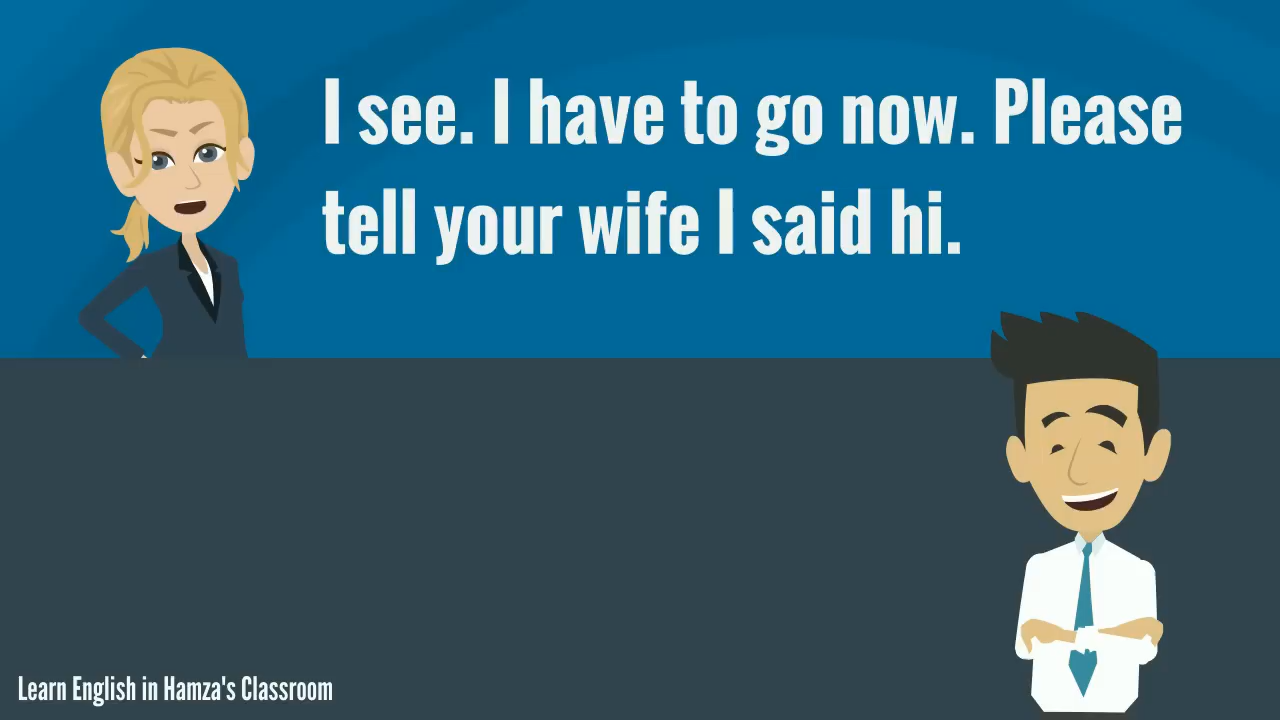 I see. I have to go now. Please
tell your wife I said hi.
Learn English in Hamza's Classroom